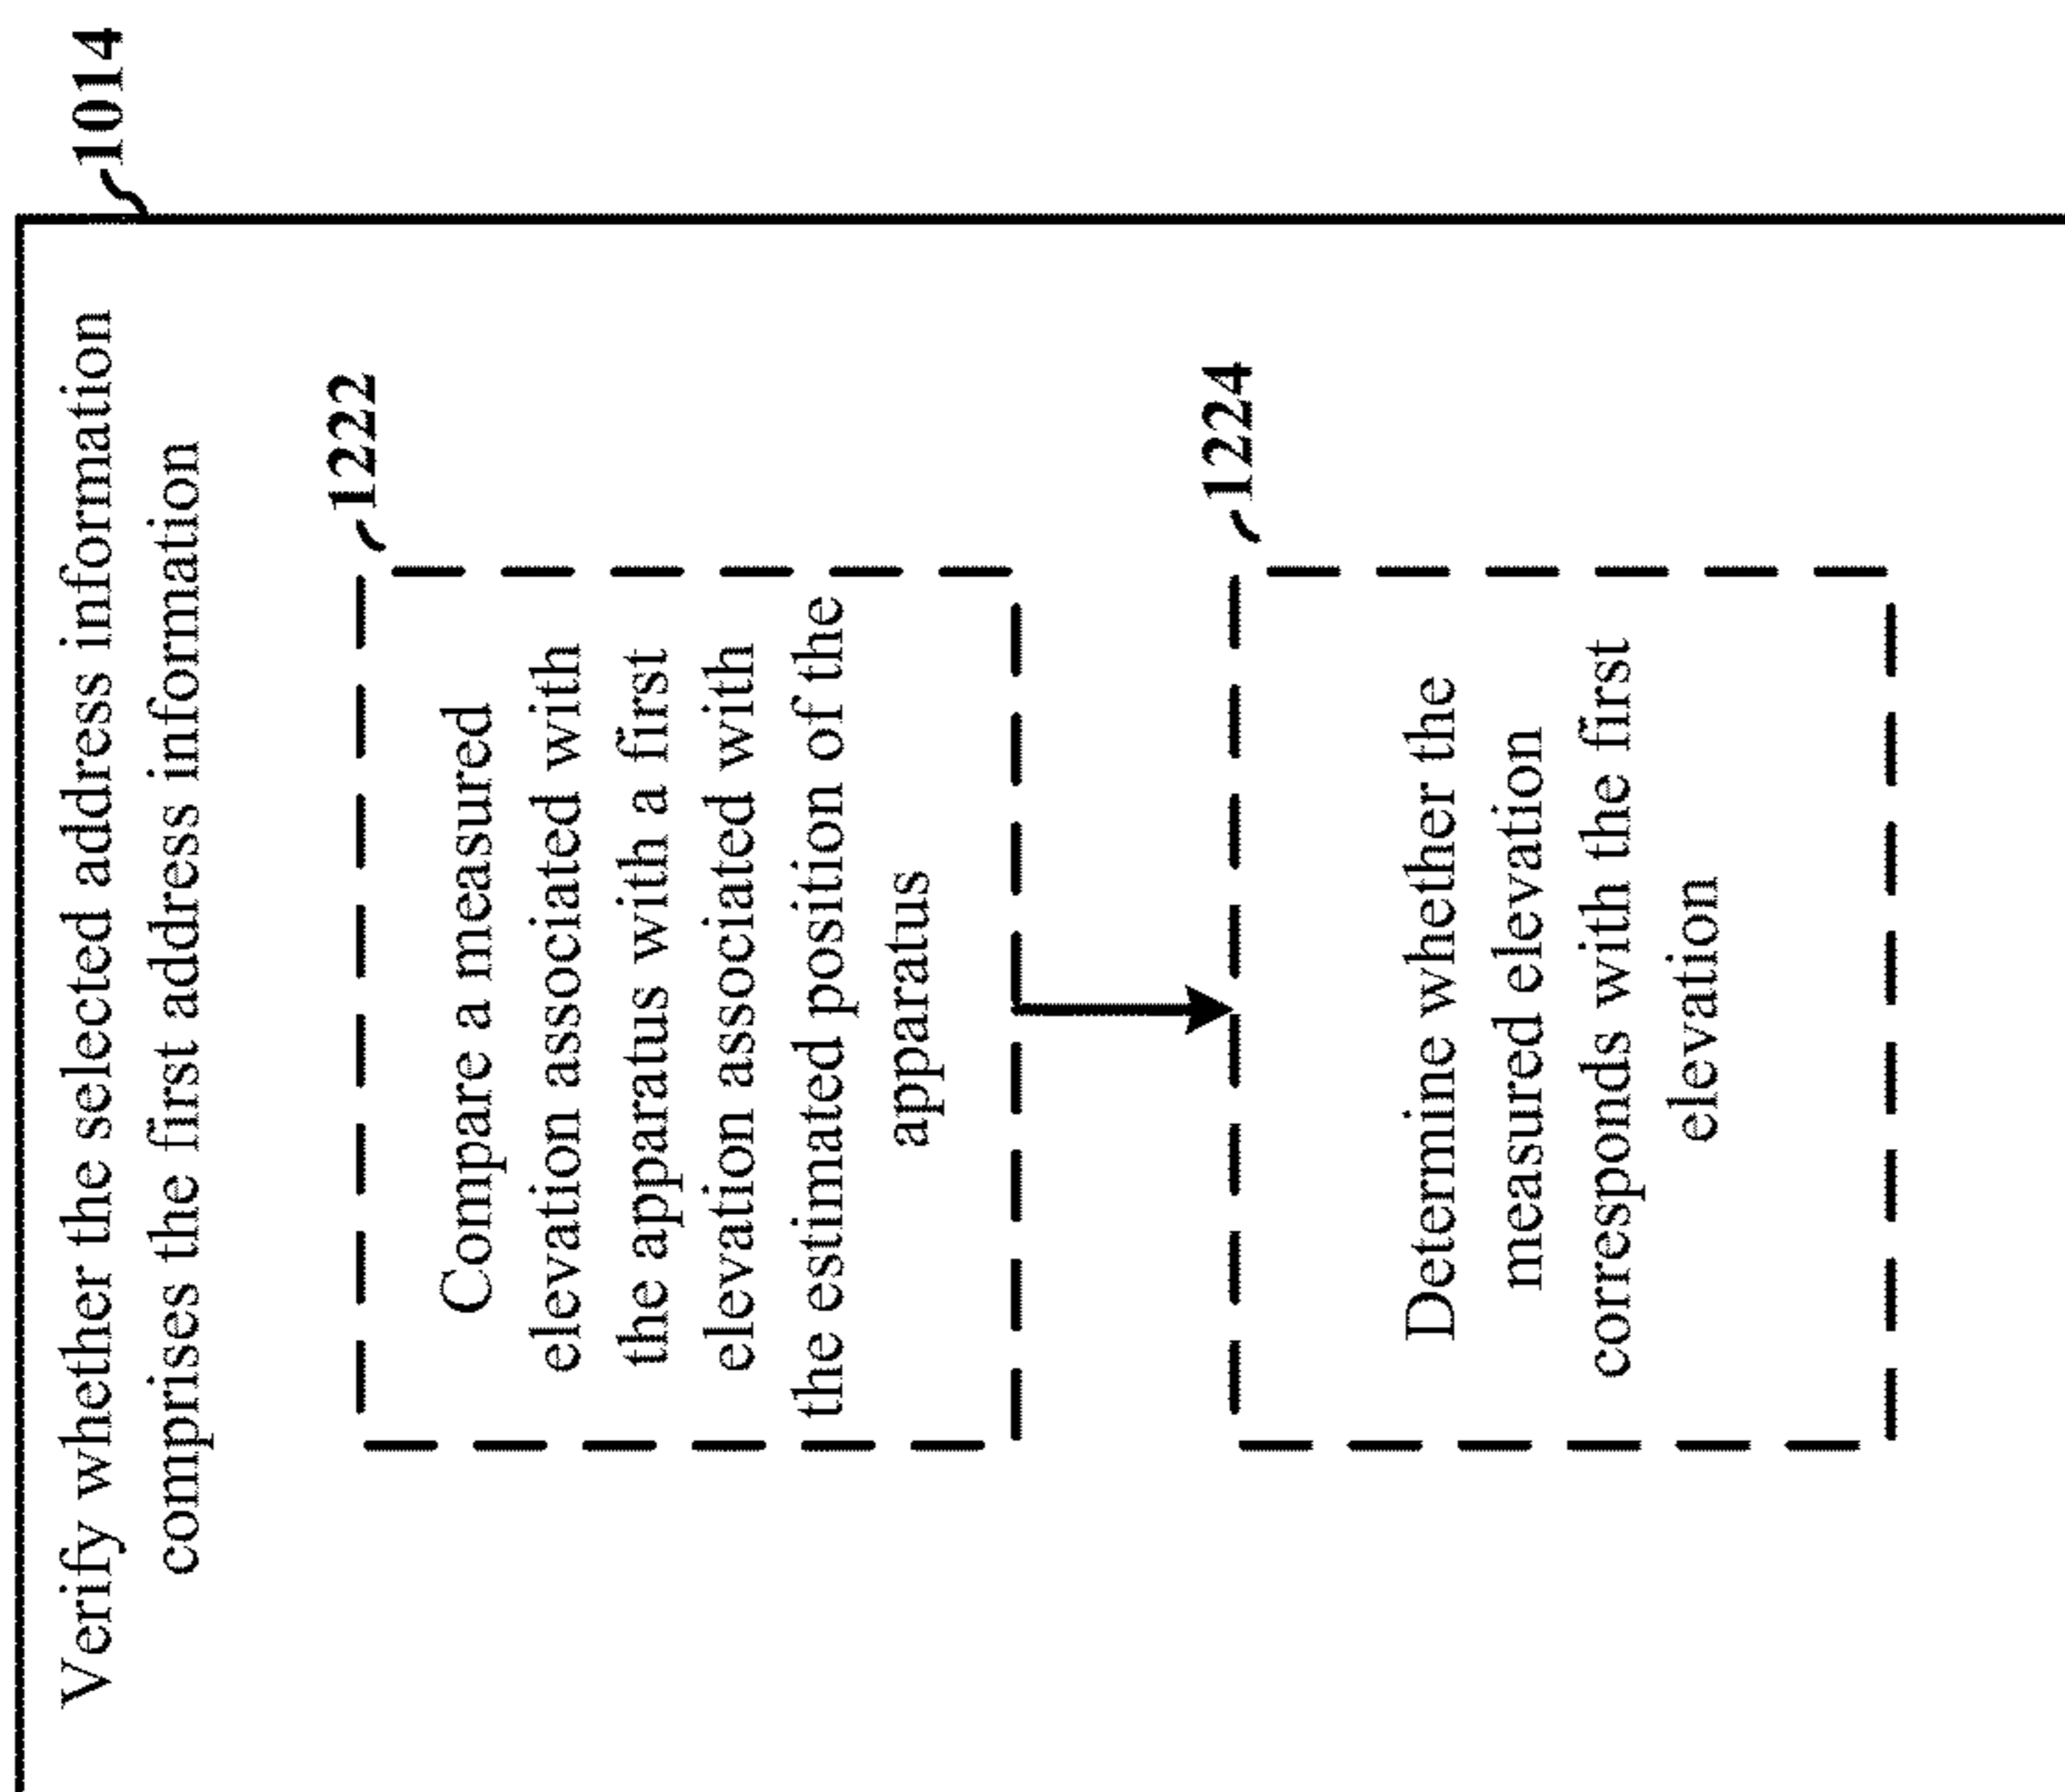 1014
Verify whether the selected address information
comprises the first address information
1222
Compare a measured
elevation associated with
the apparatus with a first
elevation associated with
the estimated position of the
apparatus
1224
Determine whether the
measured elevation
corresponds with the first
elevation